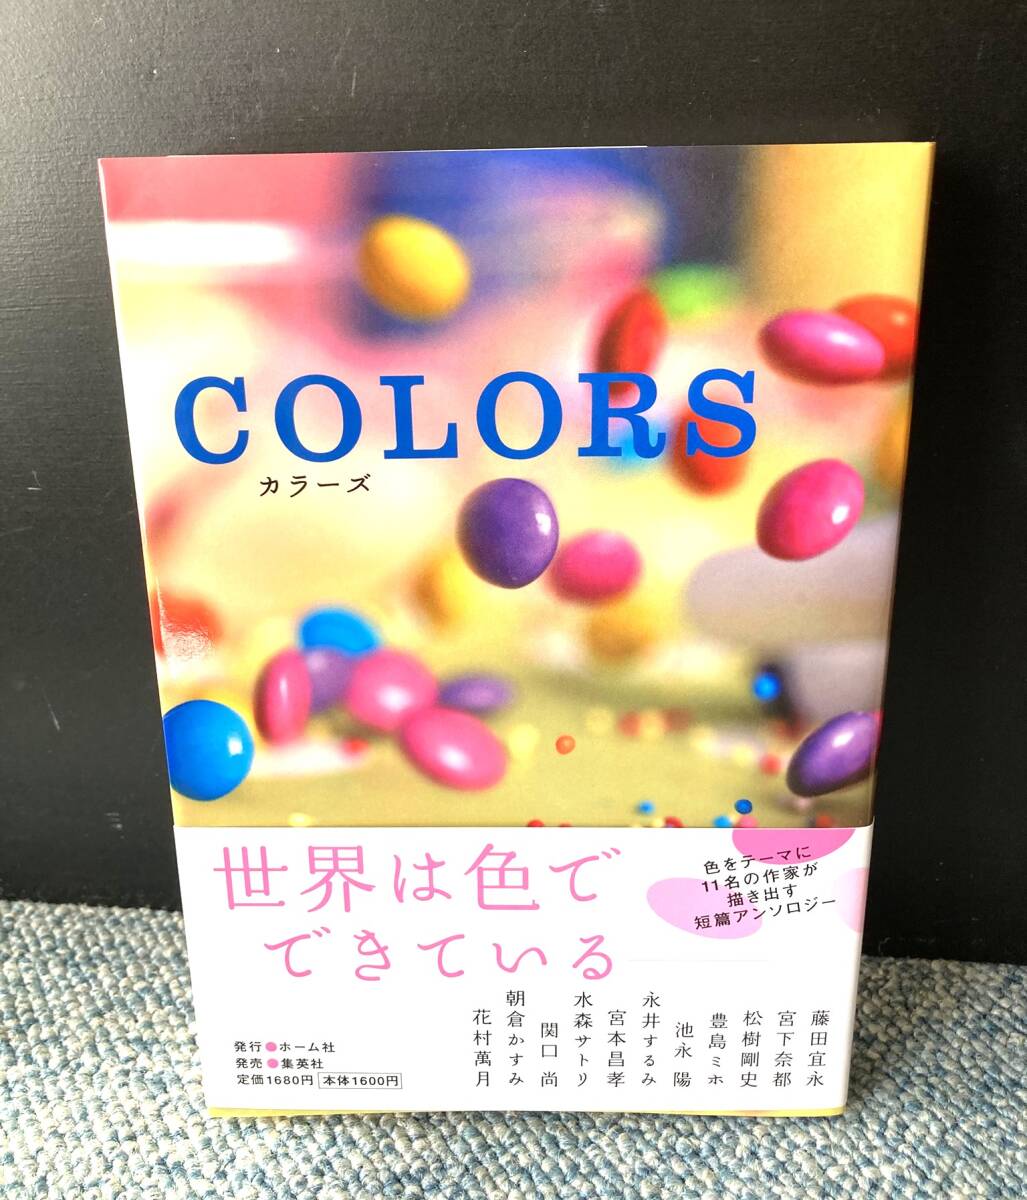 COLORS
カラーズ
世界は色で
できている
色をテーマに
11名の作家が
描き出す
短篇アンソロジー
藤田宜永
宮下奈都
松樹剛史
豊島ミホ
池永陽
永井するみ
宮本昌孝
水森サトリ
関口尚
朝倉かすみ
花村萬月
発行●ホーム社
発売●集英社
定価1680円 本体1600円